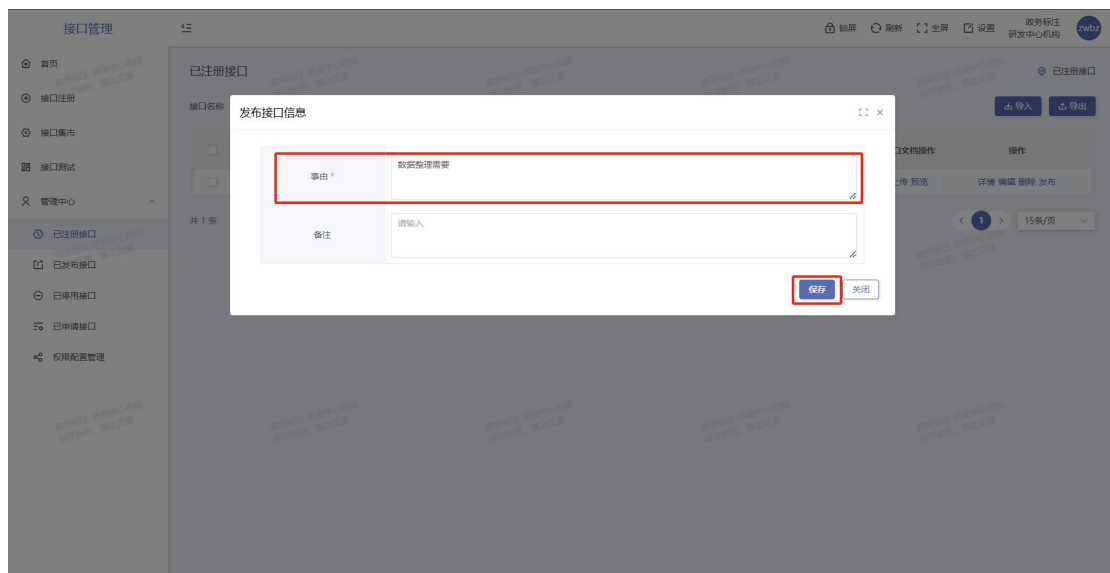 接口管理
锁屏 刷新 全屏 设置 政务标注 zwbz
研发中心机构
首页
接口注册
接口集市
接口测试
管理中心
已注册接口
已发布接口
已停用接口
已申请接口
权限配置管理
已注册接口 已注册接口
接口名称 导入 导出
口文档操作 操作
上传 预览 详情 编辑 删除 发布
共 1 条 1 15条/页
发布接口信息
事由 * 数据整理需要
备注 请输入
保存 关闭